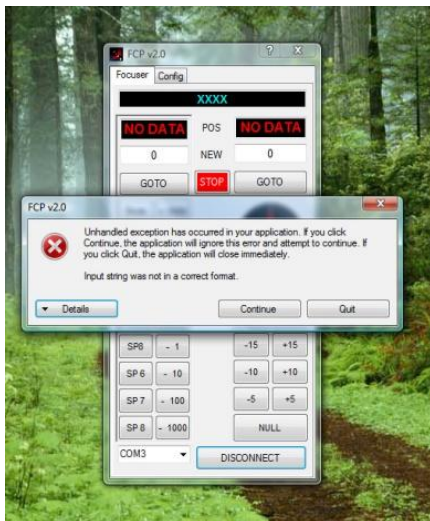 FCP v2.0
Focuser Config
XXXX
NO DATA POS NO DATA
0 NEW 0
GOTO STOP GOTO
FCP v2.0
Unhandled exception has occurred in your application. If you click
Continue, the application will ignore this error and attempt to continue. If
you click Quit, the application will close immediately.
Input string was not in a correct format.
Details Continue Quit
- 1 -15 +15
SP 6 - 10 -10 +10
SP 7 - 100 -5 +5
SP 8 - 1000 NULL
COM3 DISCONNECT